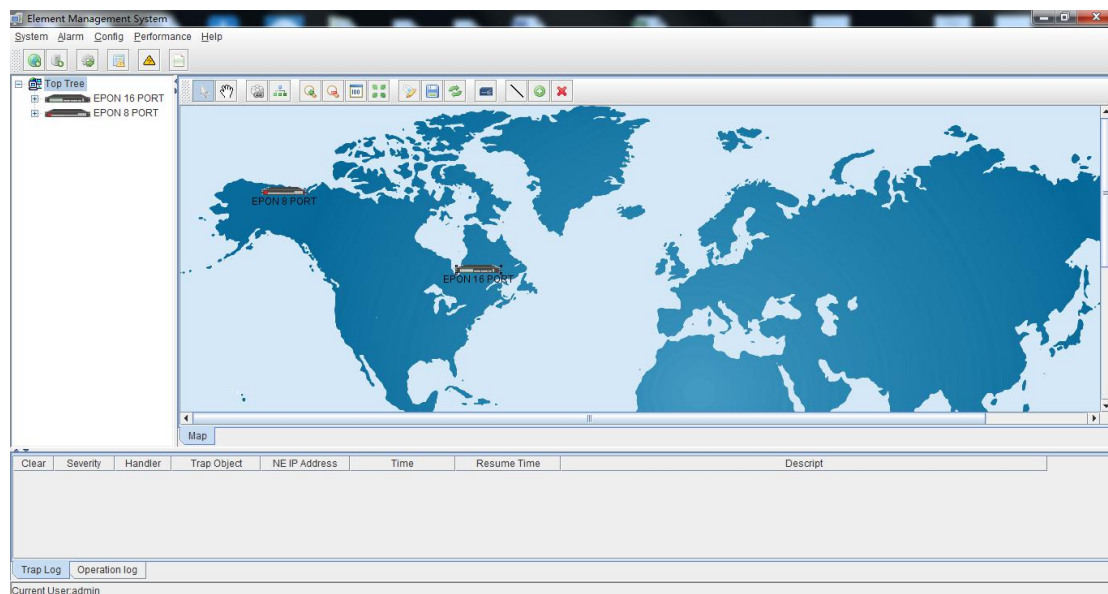 Element Management System
System Alarm Config Performance Help
Top Tree
EPON 16 PORT
EPON 8 PORT
100
EPON 8 PORT
EPON 16 PORT
Map
Clear Severity Handler Trap Object NE IP Address Time Resume Time Descript
Trap Log Operation log
Current User:admin